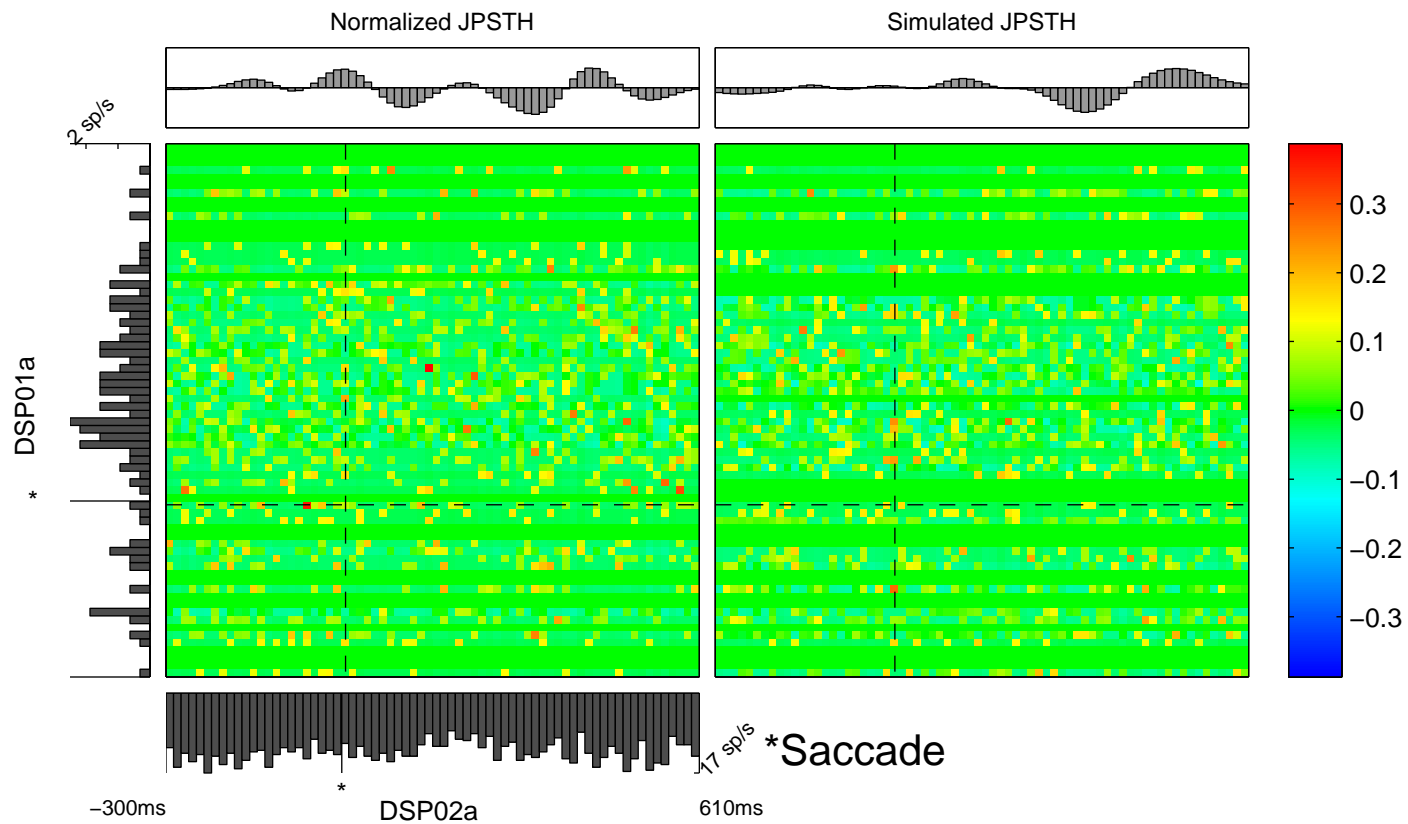 Normalized JPSTH
Simulated JPSTH
2 sp/s
DSP01a
*
0.3
0.2
0.1
0
−0.1
−0.2
−0.3
17 sp/s
*Saccade
*
−300ms
DSP02a
610ms